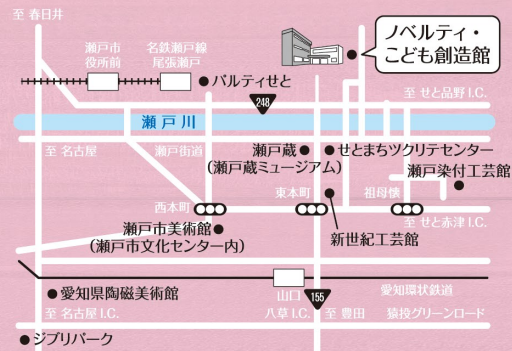 至 春日井
ノベルティ・
こども創造館
瀬戸市
役所前
名鉄瀬戸線
尾張瀬戸
パルティせと
248
至 せと品野 I.C.
瀬戸川
至 名古屋
瀬戸街道
瀬戸蔵
(瀬戸蔵ミュージアム)
せとまちツクリテセンター
瀬戸染付工芸館
西本町
東本町
祖母懐
瀬戸市美術館
(瀬戸市文化センター内)
新世紀工芸館
至 せと赤津 I.C.
愛知県陶磁美術館
山口
155
愛知環状鉄道
至 名古屋 I.C.
八草 I.C.
至 豊田
猿投グリーンロード
ジブリパーク